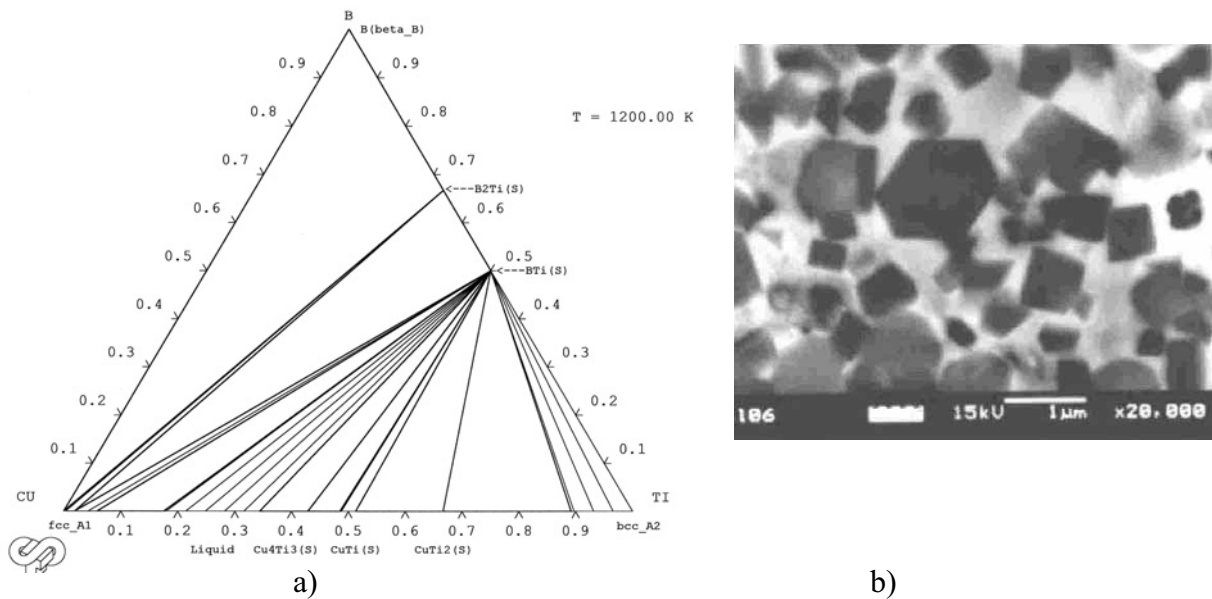 B
B(beta_B)
0.9 0.9
0.8 0.8
T = 1200.00 K
0.7 0.7
<---B2Ti(S)
0.6 0.6
0.5 0.5
<---BTi(S)
0.4 0.4
0.3 0.3
0.2 0.2
0.1 0.1
CU TI
fcc_A1 0.1 0.2 0.3 0.4 0.5 0.6 0.7 0.8 0.9 bcc_A2
Liquid Cu4Ti3(S) CuTi(S) CuTi2(S)
a)
106 15kV 1µm x20,000
b)